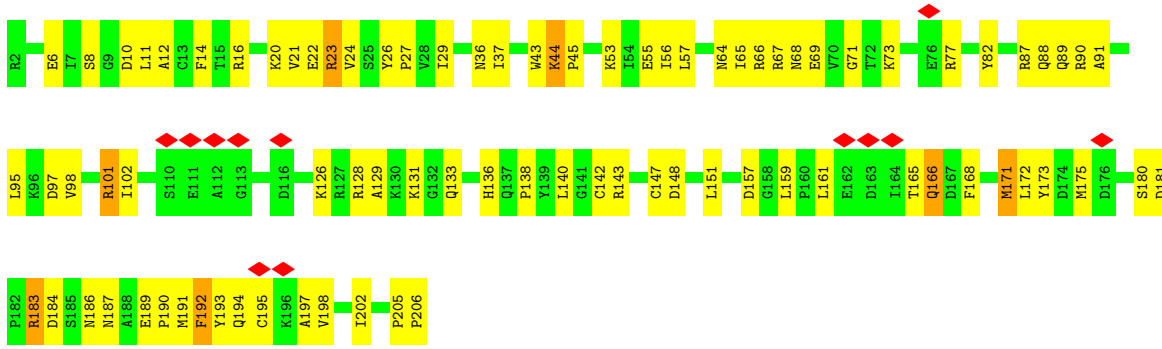 R2 E6 I7 S8 G9 D10 L11 A12 C13 F14 T15 R16 K20 V21 E22 R23 V24 S25 Y26 P27 V28 I29 N36 I37 W43 K44 P45 K53 I54 E55 I56 L57 N64 I65 R66 R67 N68 E69 V70 G71 T72 K73 E76 R77 Y82 R87 Q88 Q89 R90 A91
L95 K96 D97 V98 R101 I102 S110 E111 A112 G113 D116 K126 R127 R128 A129 K130 K131 G132 Q133 H136 Q137 P138 Y139 L140 G141 C142 R143 C147 D148 L151 D157 G158 L159 P160 L161 E162 D163 I164 T165 Q166 D167 F168 M171 L172 Y173 D174 M175 D176 S180 D181
P182 R183 D184 S185 N186 N187 A188 E189 P190 M191 F192 Y193 Q194 C195 K196 A197 V198 I202 P205 P206